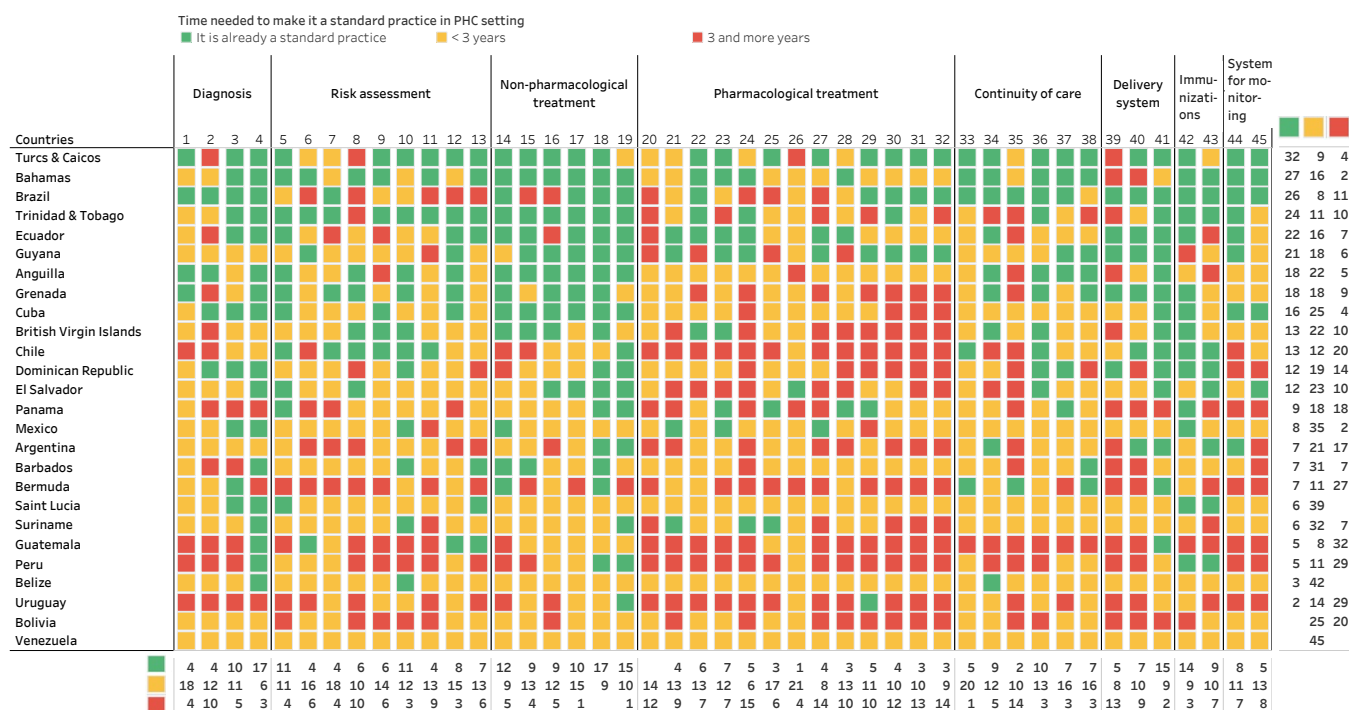 Time needed to make it a standard practice in PHC setting
It is already a standard practice < 3 years 3 and more years
Diagnosis Risk assessment Non-pharmacological treatment Pharmacological treatment Continuity of care Delivery system Immu-nizati-ons System for mo-nitor-ing
Countries 1 2 3 4 5 6 7 8 9 10 11 12 13 14 15 16 17 18 19 20 21 22 23 24 25 26 27 28 29 30 31 32 33 34 35 36 37 38 39 40 41 42 43 44 45
Turcs & Caicos 32 9 4
Bahamas 27 16 2
Brazil 26 8 11
Trinidad & Tobago 24 11 10
Ecuador 22 16 7
Guyana 21 18 6
Anguilla 18 22 5
Grenada 18 18 9
Cuba 16 25 4
British Virgin Islands 13 22 10
Chile 13 12 20
Dominican Republic 12 19 14
El Salvador 12 23 10
Panama 9 18 18
Mexico 8 35 2
Argentina 7 21 17
Barbados 7 31 7
Bermuda 7 11 27
Saint Lucia 6 39
Suriname 6 32 7
Guatemala 5 8 32
Peru 5 11 29
Belize 3 42
Uruguay 2 14 29
Bolivia 25 20
Venezuela 45
4 4 10 17 11 4 4 6 6 11 4 8 7 12 9 9 10 17 15 4 6 7 5 3 1 4 3 5 4 3 3 5 9 2 10 7 7 5 7 15 14 9 8 5
18 12 11 6 11 16 18 10 14 12 13 15 13 9 13 12 15 9 10 14 13 13 12 6 17 21 8 13 11 10 10 9 20 12 10 13 16 16 8 10 9 9 10 11 13
4 10 5 3 4 6 4 10 6 3 9 3 6 5 4 5 1 1 12 9 7 7 15 6 4 14 10 10 12 13 14 1 5 14 3 3 3 13 9 2 3 7 7 8